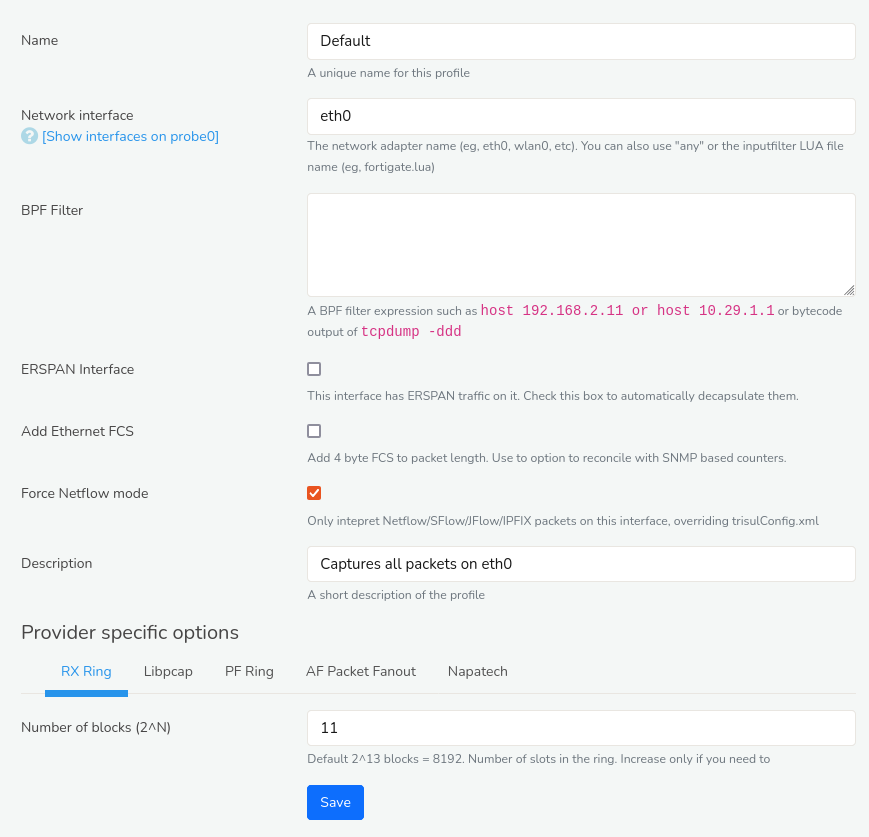 Name
Default
A unique name for this profile
Network interface
eth0
? [Show interfaces on probe0]
The network adapter name (eg, eth0, wlan0, etc). You can also use "any" or the inputfilter LUA file
name (eg, fortigate.lua)
BPF Filter
A BPF filter expression such as host 192.168.2.11 or host 10.29.1.1 or bytecode
output of tcpdump -ddd
ERSPAN Interface
This interface has ERSPAN traffic on it. Check this box to automatically decapsulate them.
Add Ethernet FCS
Add 4 byte FCS to packet length. Use to option to reconcile with SNMP based counters.
Force Netflow mode
Only intepret Netflow/SFlow/JFlow/IPFIX packets on this interface, overriding trisulConfig.xml
Description
Captures all packets on eth0
A short description of the profile
Provider specific options
RX Ring Libpcap PF Ring AF Packet Fanout Napatech
Number of blocks (2^N)
11
Default 2^13 blocks = 8192. Number of slots in the ring. Increase only if you need to
Save